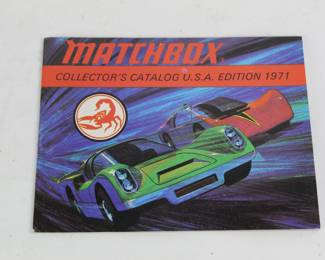 MATCHBOX
COLLECTOR'S CATALOG U.S.A. EDITION 1971